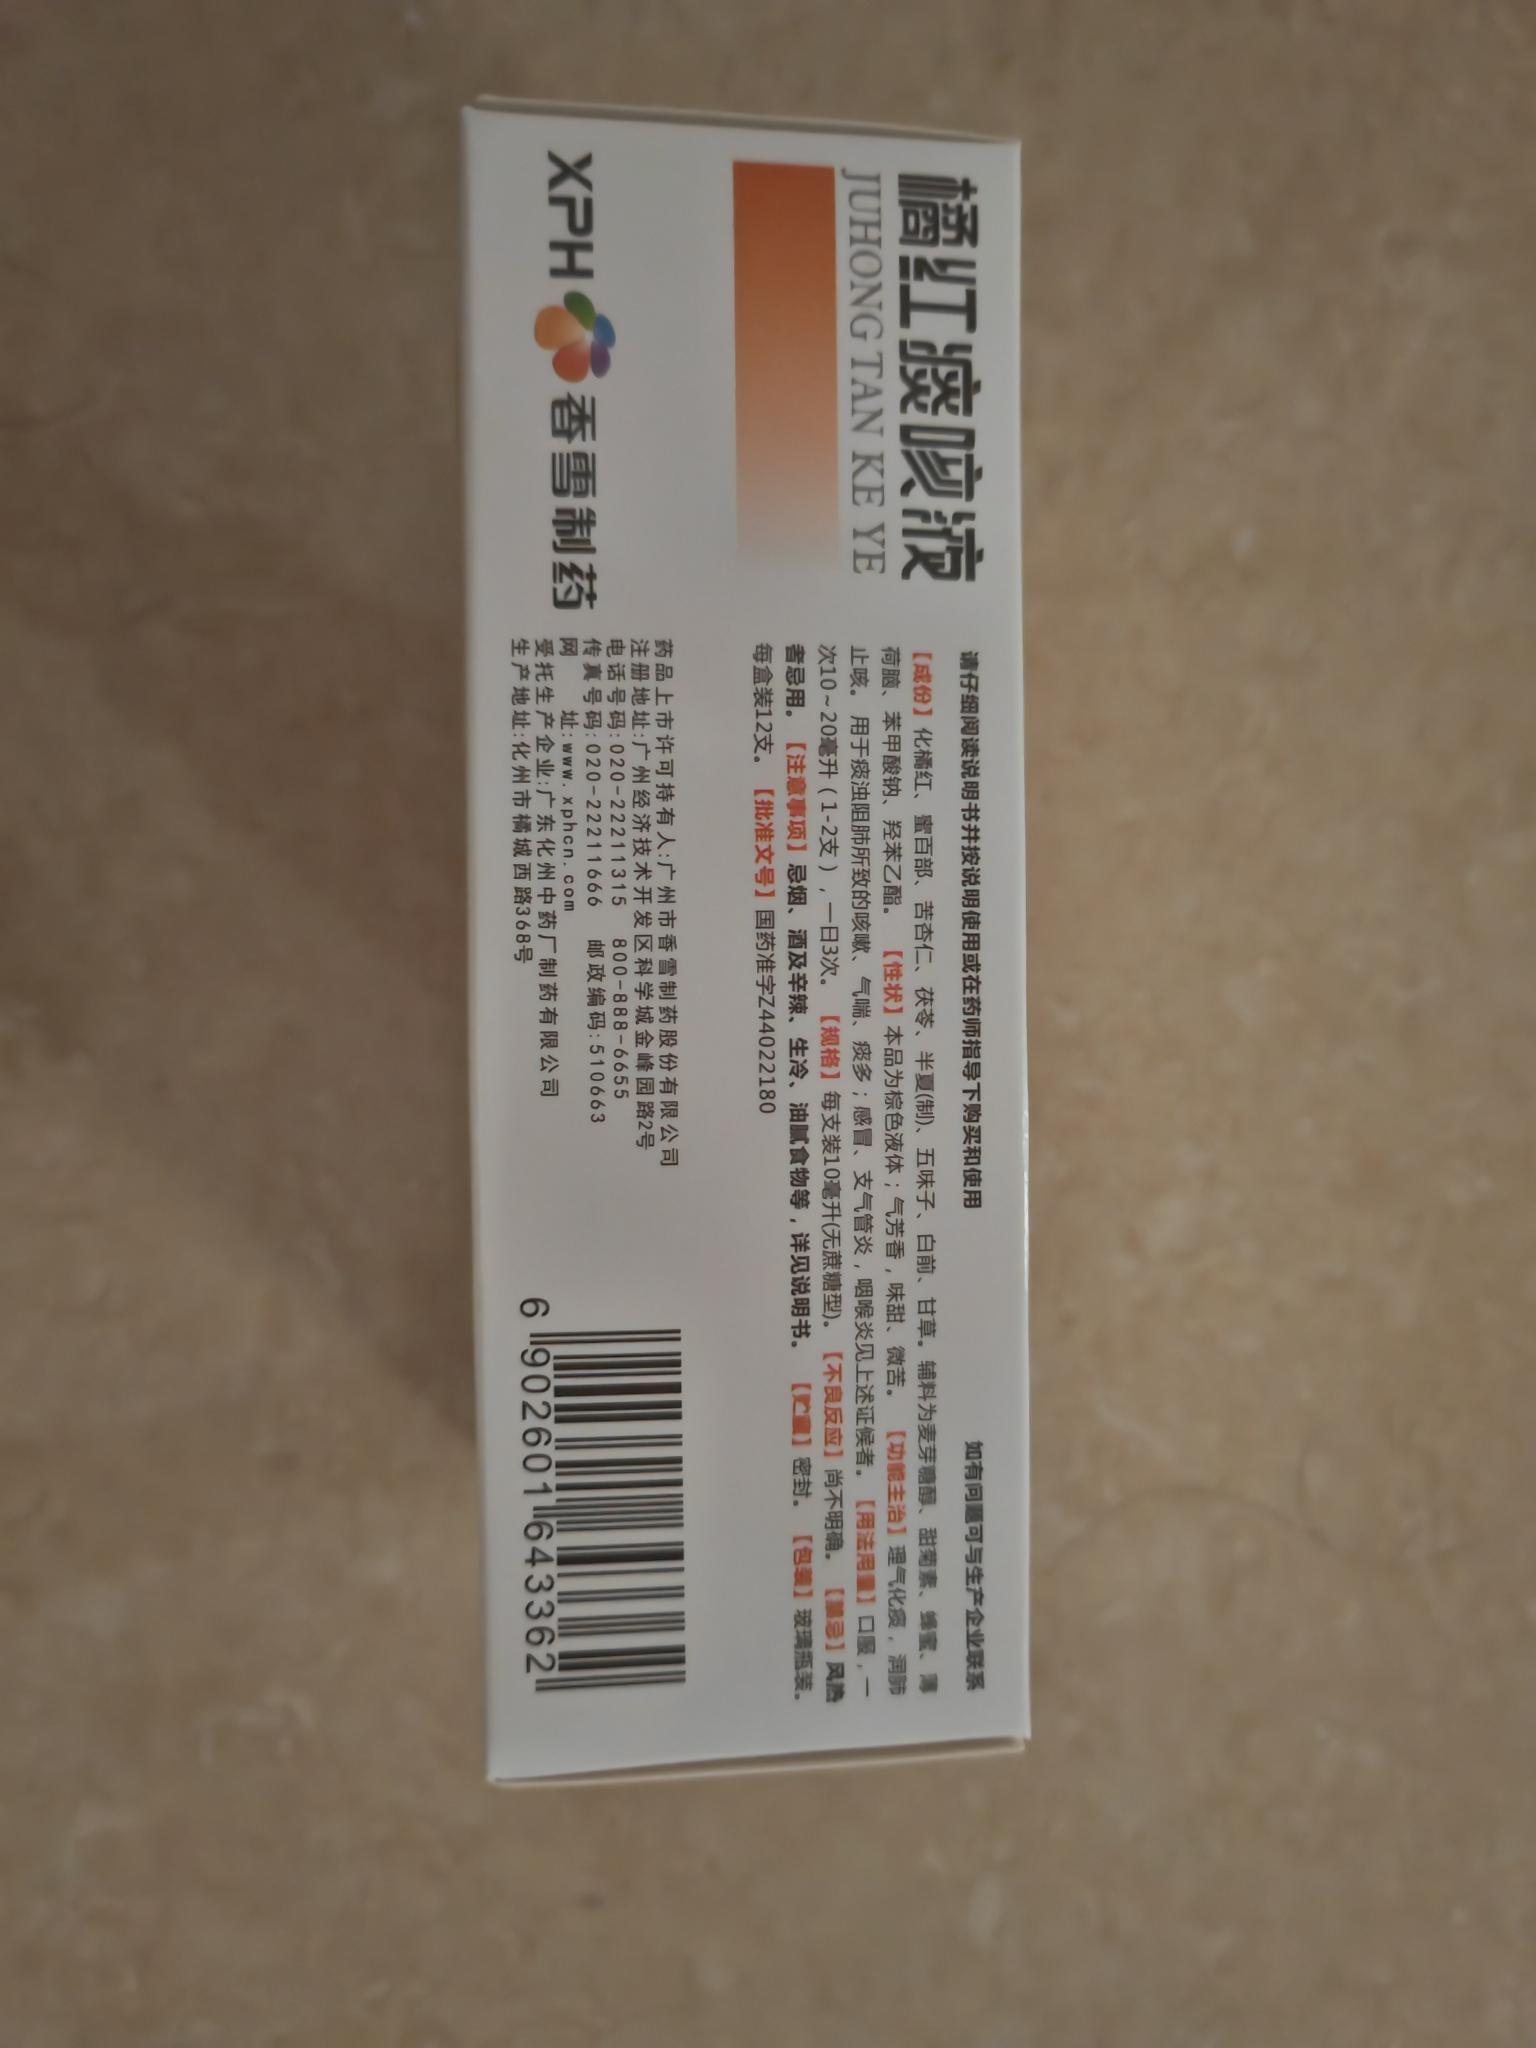 橘红痰咳液
JUHONG TAN KE YE
XPH 香雪制药
请仔细阅读说明书并按说明使用或在药师指导下购买和使用 如有问题可与生产企业联系
【成份】化橘红、蜜百部、苦杏仁、茯苓、半夏(制)、五味子、白前、甘草。辅料为麦芽糖醇、甜菊素、蜂蜜、薄
荷脑、苯甲酸钠、羟苯乙酯。【性状】本品为棕色液体；气芳香，味甜、微苦。【功能主治】理气化痰，润肺
止咳。用于痰浊阻肺所致的咳嗽、气喘、痰多；感冒、支气管炎，咽喉炎见上述证候者。【用法用量】口服，一
次10～20毫升（1-2支），一日3次。【规格】每支装10毫升(无蔗糖型)。【不良反应】尚不明确。【禁忌】风热
者忌用。【注意事项】忌烟、酒及辛辣、生冷、油腻食物等，详见说明书。【贮藏】密封。【包装】玻璃瓶装。
每盒装12支。【批准文号】国药准字Z44022180
药品上市许可持有人:广州市香雪制药股份有限公司
注册地址:广州经济技术开发区科学城金峰园路2号
电话号码:020-22211315 800-888-6655
传真号码:020-22211666 邮政编码:510663
网 址:www.xphcn.com
受托生产企业:广东化州中药厂制药有限公司
生产地址:化州市橘城西路368号
6 902601 643362